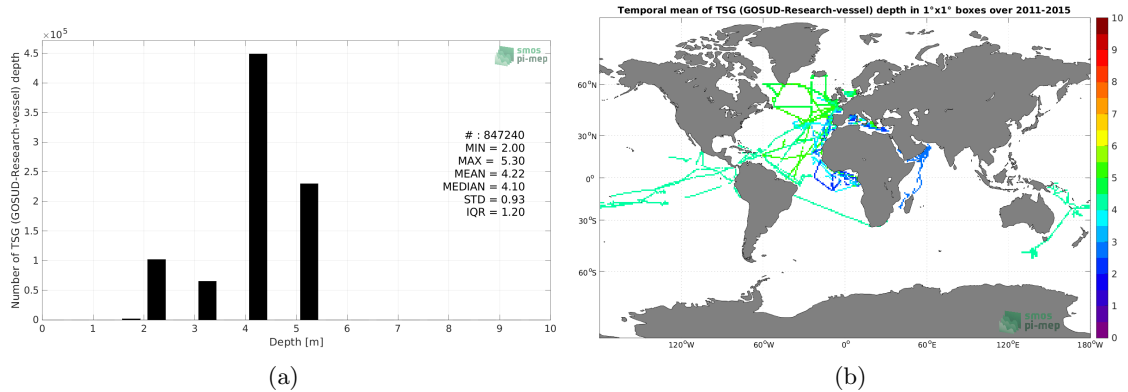 Number of TSG (GOSUD-Research-vessel) depth
×10⁵
4.5
4
3.5
3
2.5
2
1.5
1
0.5
0
smos
pi-mep
# : 847240
MIN = 2.00
MAX = 5.30
MEAN = 4.22
MEDIAN = 4.10
STD = 0.93
IQR = 1.20
0 1 2 3 4 5 6 7 8 9 10
Depth [m]
(a)
Temporal mean of TSG (GOSUD-Research-vessel) depth in 1°x1° boxes over 2011-2015
60°N
30°N
0°
30°S
60°S
120°W 60°W 0°E 60°E 120°E 180°W
smos
pi-mep
10
9
8
7
6
5
4
3
2
1
0
(b)